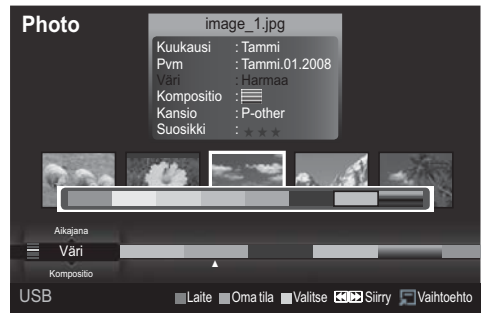 Photo
image_1.jpg
Kuukausi : Tammi
Pvm : Tammi.01.2008
Väri : Harmaa
Kompositio :
Kansio : P-other
Suosikki : ★ ★ ★
Aikajana
Väri
Kompositio
USB Laite Oma tila Valitse Siirry Vaihtoehto